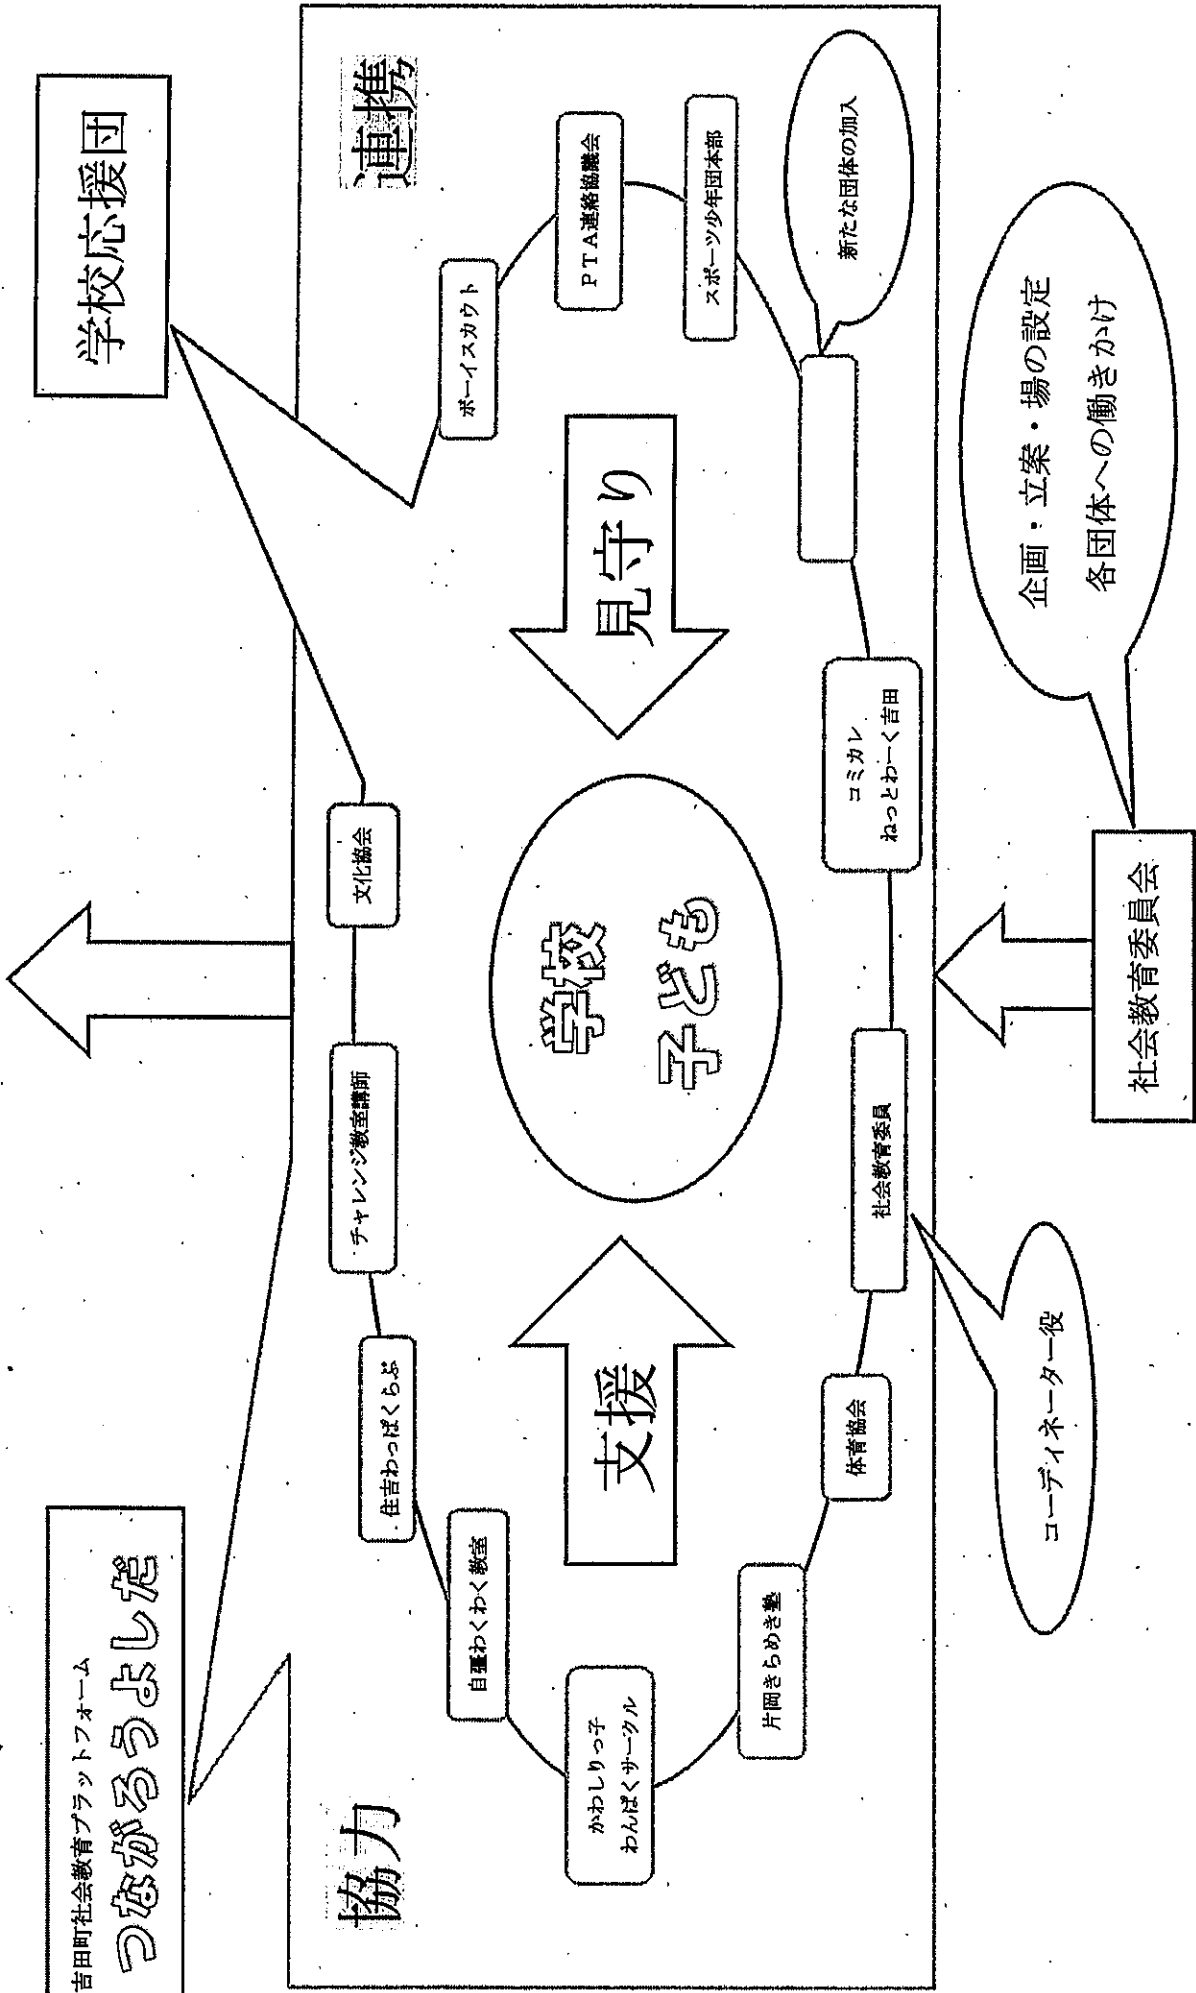 吉田町社会教育プラットフォーム
つながろうよしだ
学校応援団
協力
連携
住吉わっぱくらぶ
チャレンジ教室講師
文化協会
自彊わくわく教室
ボーイスカウト
かわしりっ子
わんぱくサークル
支援
学校
子ども
見守り
PTA連絡協議会
片岡きらめき塾
スポーツ少年団本部
体育協会
社会教育委員
コミカレ
ねっとわーく吉田
新たな団体の加入
コーディネーター役
社会教育委員会
企画・立案・場の設定
各団体への働きかけ